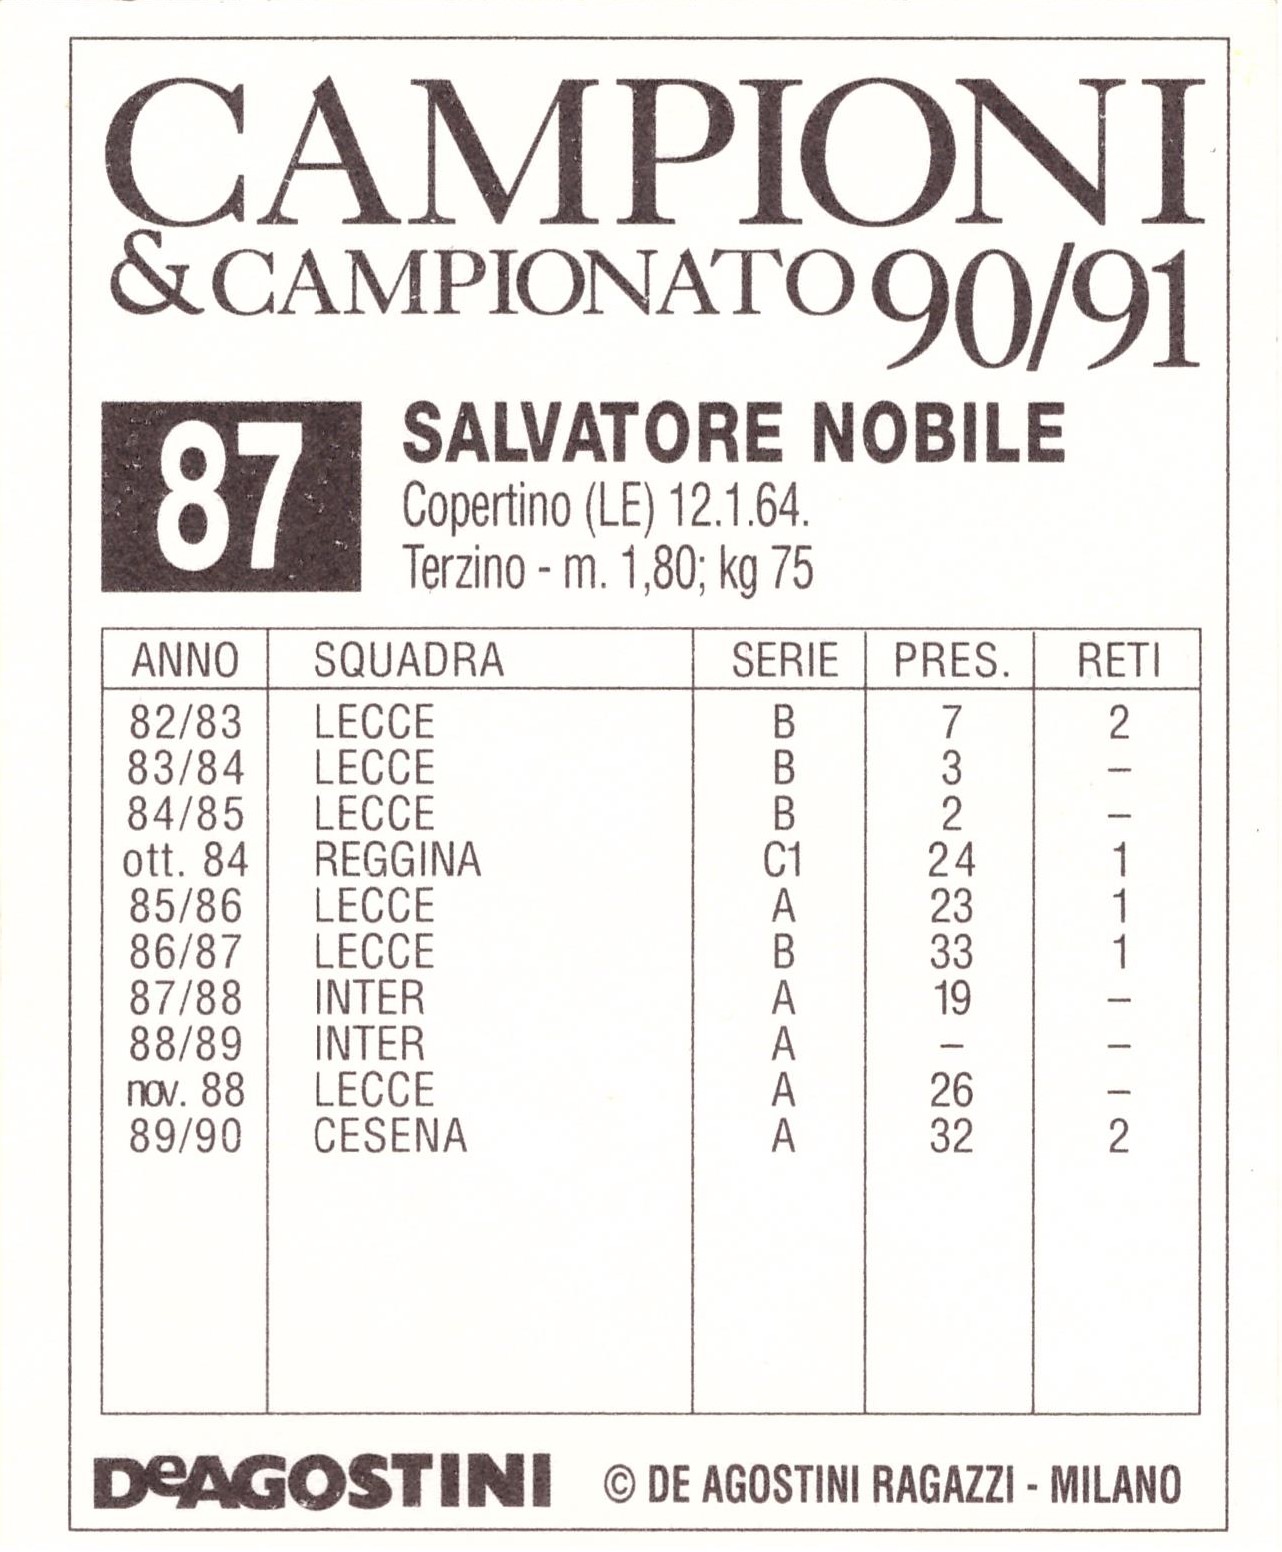 CAMPIONI
& CAMPIONATO 90/91
87
SALVATORE NOBILE
Copertino (LE) 12.1.64.
Terzino - m. 1,80; kg 75
ANNO SQUADRA SERIE PRES. RETI
82/83 LECCE B 7 2
83/84 LECCE B 3 –
84/85 LECCE B 2 –
ott. 84 REGGINA C1 24 1
85/86 LECCE A 23 1
86/87 LECCE B 33 1
87/88 INTER A 19 –
88/89 INTER A – –
nov. 88 LECCE A 26 –
89/90 CESENA A 32 2
DeAGOSTINI © DE AGOSTINI RAGAZZI - MILANO